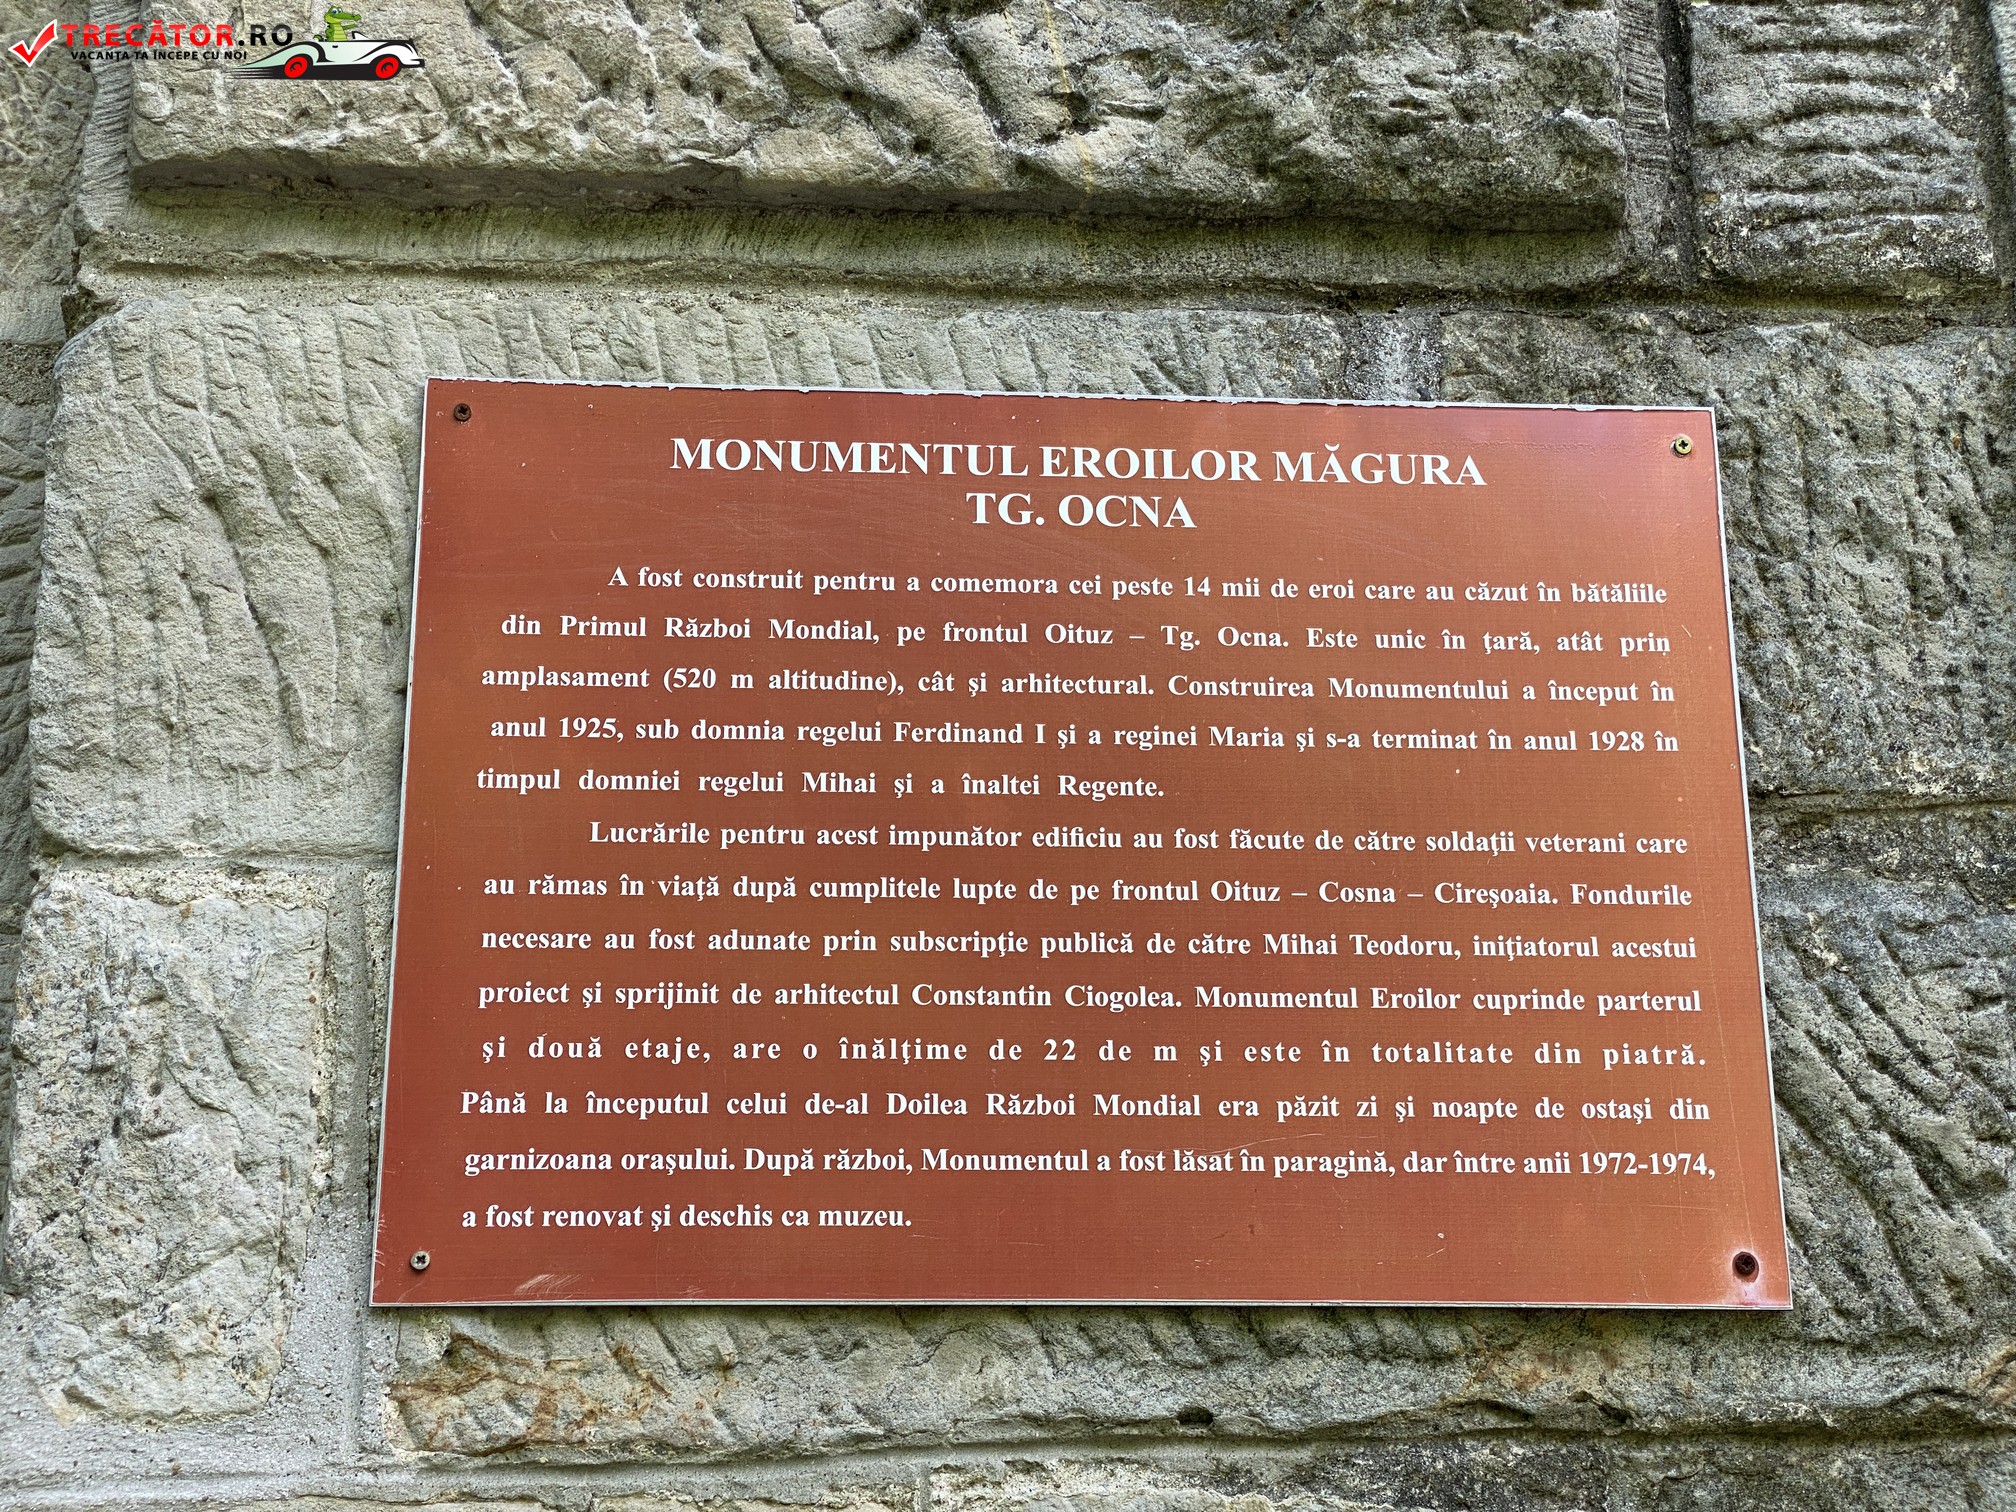 TRECĂTOR.RO
VACANȚA TA ÎNCEPE CU NOI
MONUMENTUL EROILOR MĂGURA
TG. OCNA
A fost construit pentru a comemora cei peste 14 mii de eroi care au căzut în bătăliile
din Primul Război Mondial, pe frontul Oituz – Tg. Ocna. Este unic în ţară, atât prin
amplasament (520 m altitudine), cât şi arhitectural. Construirea Monumentului a început în
anul 1925, sub domnia regelui Ferdinand I şi a reginei Maria şi s-a terminat în anul 1928 în
timpul domniei regelui Mihai şi a înaltei Regente.
Lucrările pentru acest impunător edificiu au fost făcute de către soldaţii veterani care
au rămas în viaţă după cumplitele lupte de pe frontul Oituz – Cosna – Cireşoaia. Fondurile
necesare au fost adunate prin subscripţie publică de către Mihai Teodoru, iniţiatorul acestui
proiect şi sprijinit de arhitectul Constantin Ciogolea. Monumentul Eroilor cuprinde parterul
şi două etaje, are o înălţime de 22 de m şi este în totalitate din piatră.
Până la începutul celui de-al Doilea Război Mondial era păzit zi şi noapte de ostaşi din
garnizoana oraşului. După război, Monumentul a fost lăsat în paragină, dar între anii 1972-1974,
a fost renovat şi deschis ca muzeu.